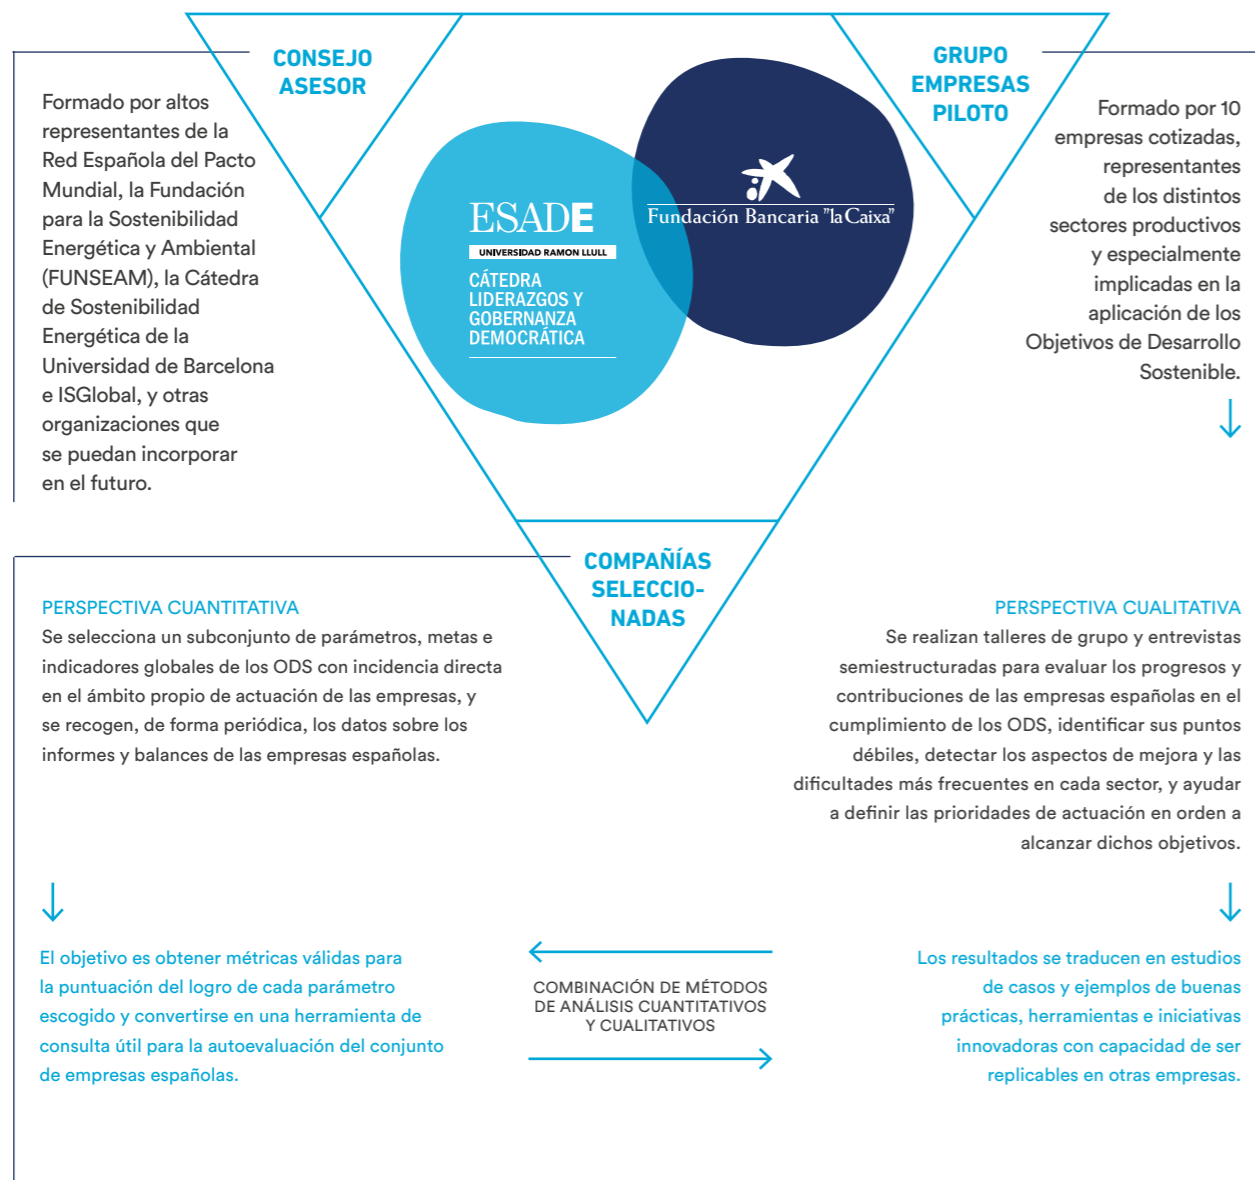 CONSEJO
ASESOR
Formado por altos
representantes de la
Red Española del Pacto
Mundial, la Fundación
para la Sostenibilidad
Energética y Ambiental
(FUNSEAM), la Cátedra
de Sostenibilidad
Energética de la
Universidad de Barcelona
e ISGlobal, y otras
organizaciones que
se puedan incorporar
en el futuro.
ESADE
UNIVERSIDAD RAMON LLULL
CÁTEDRA
LIDERAZGOS Y
GOBERNANZA
DEMOCRÁTICA
Fundación Bancaria "la Caixa"
GRUPO
EMPRESAS
PILOTO
Formado por 10
empresas cotizadas,
representantes
de los distintos
sectores productivos
y especialmente
implicadas en la
aplicación de los
Objetivos de Desarrollo
Sostenible.
COMPAÑÍAS
SELECCIO-
NADAS
PERSPECTIVA CUANTITATIVA
Se selecciona un subconjunto de parámetros, metas e
indicadores globales de los ODS con incidencia directa
en el ámbito propio de actuación de las empresas, y
se recogen, de forma periódica, los datos sobre los
informes y balances de las empresas españolas.
PERSPECTIVA CUALITATIVA
Se realizan talleres de grupo y entrevistas
semiestructuradas para evaluar los progresos y
contribuciones de las empresas españolas en el
cumplimiento de los ODS, identificar sus puntos
débiles, detectar los aspectos de mejora y las
dificultades más frecuentes en cada sector, y ayudar
a definir las prioridades de actuación en orden a
alcanzar dichos objetivos.
El objetivo es obtener métricas válidas para
la puntuación del logro de cada parámetro
escogido y convertirse en una herramienta de
consulta útil para la autoevaluación del conjunto
de empresas españolas.
COMBINACIÓN DE MÉTODOS
DE ANÁLISIS CUANTITATIVOS
Y CUALITATIVOS
Los resultados se traducen en estudios
de casos y ejemplos de buenas
prácticas, herramientas e iniciativas
innovadoras con capacidad de ser
replicables en otras empresas.